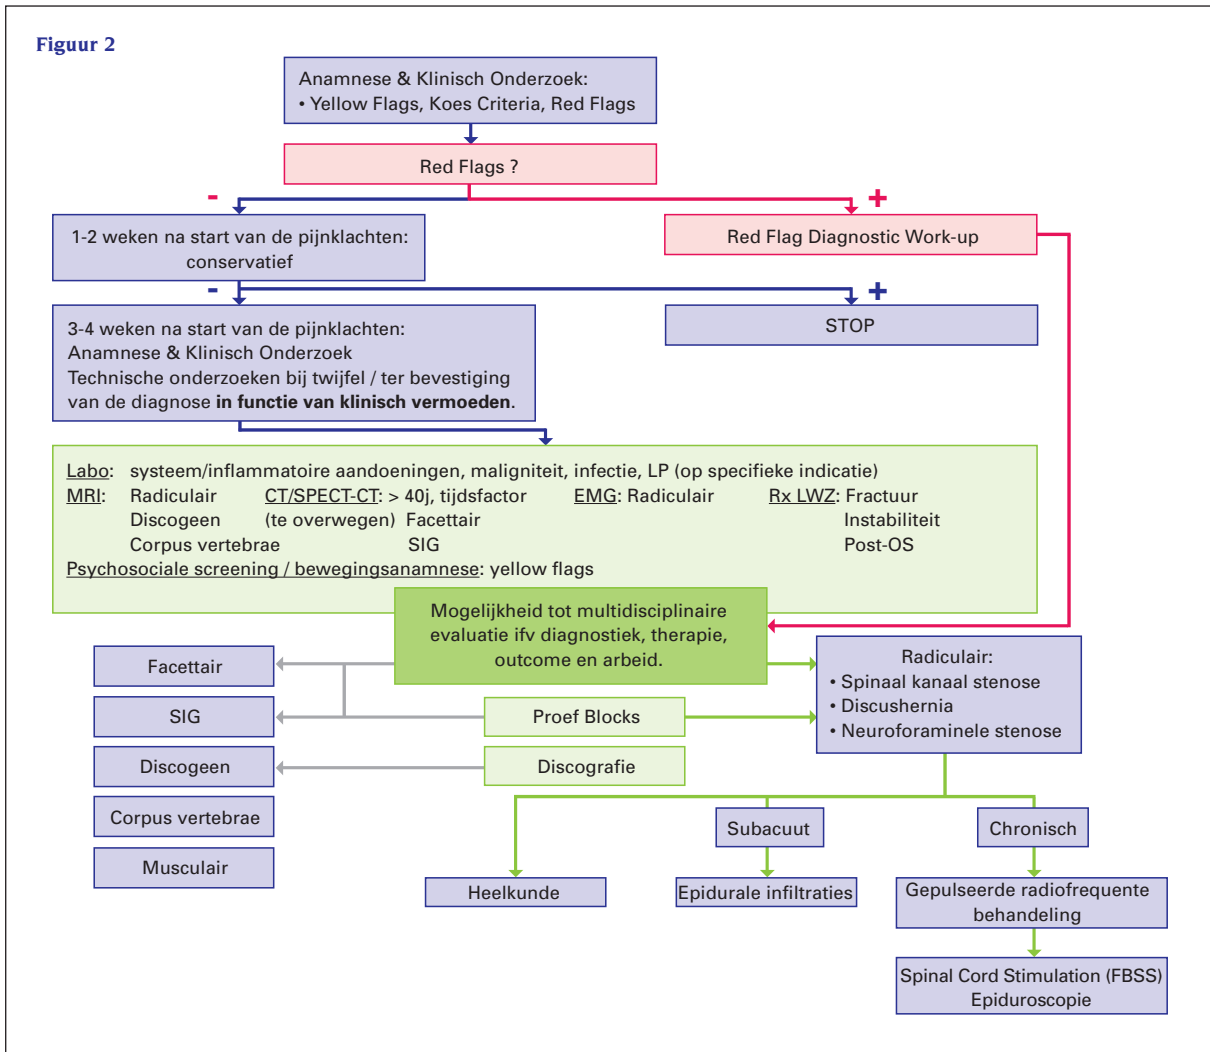 Figuur 2
Anamnese & Klinisch Onderzoek:
• Yellow Flags, Koes Criteria, Red Flags
Red Flags ?
-
+
1-2 weken na start van de pijnklachten:
conservatief
Red Flag Diagnostic Work-up
-
+
3-4 weken na start van de pijnklachten:
Anamnese & Klinisch Onderzoek
Technische onderzoeken bij twijfel / ter bevestiging
van de diagnose in functie van klinisch vermoeden.
STOP
Labo: systeem/inflammatoire aandoeningen, maligniteit, infectie, LP (op specifieke indicatie)
MRI: Radiculair CT/SPECT-CT: > 40j, tijdsfactor EMG: Radiculair Rx LWZ: Fractuur
Discogeen (te overwegen) Facettair Instabiliteit
Corpus vertebrae SIG Post-OS
Psychosociale screening / bewegingsanamnese: yellow flags
Mogelijkheid tot multidisciplinaire
evaluatie ifv diagnostiek, therapie,
outcome en arbeid.
Facettair
SIG
Discogeen
Corpus vertebrae
Musculair
Proef Blocks
Discografie
Radiculair:
• Spinaal kanaal stenose
• Discushernia
• Neuroforaminele stenose
Subacuut
Chronisch
Heelkunde
Epidurale infiltraties
Gepulseerde radiofrequente
behandeling
Spinal Cord Stimulation (FBSS)
Epiduroscopie